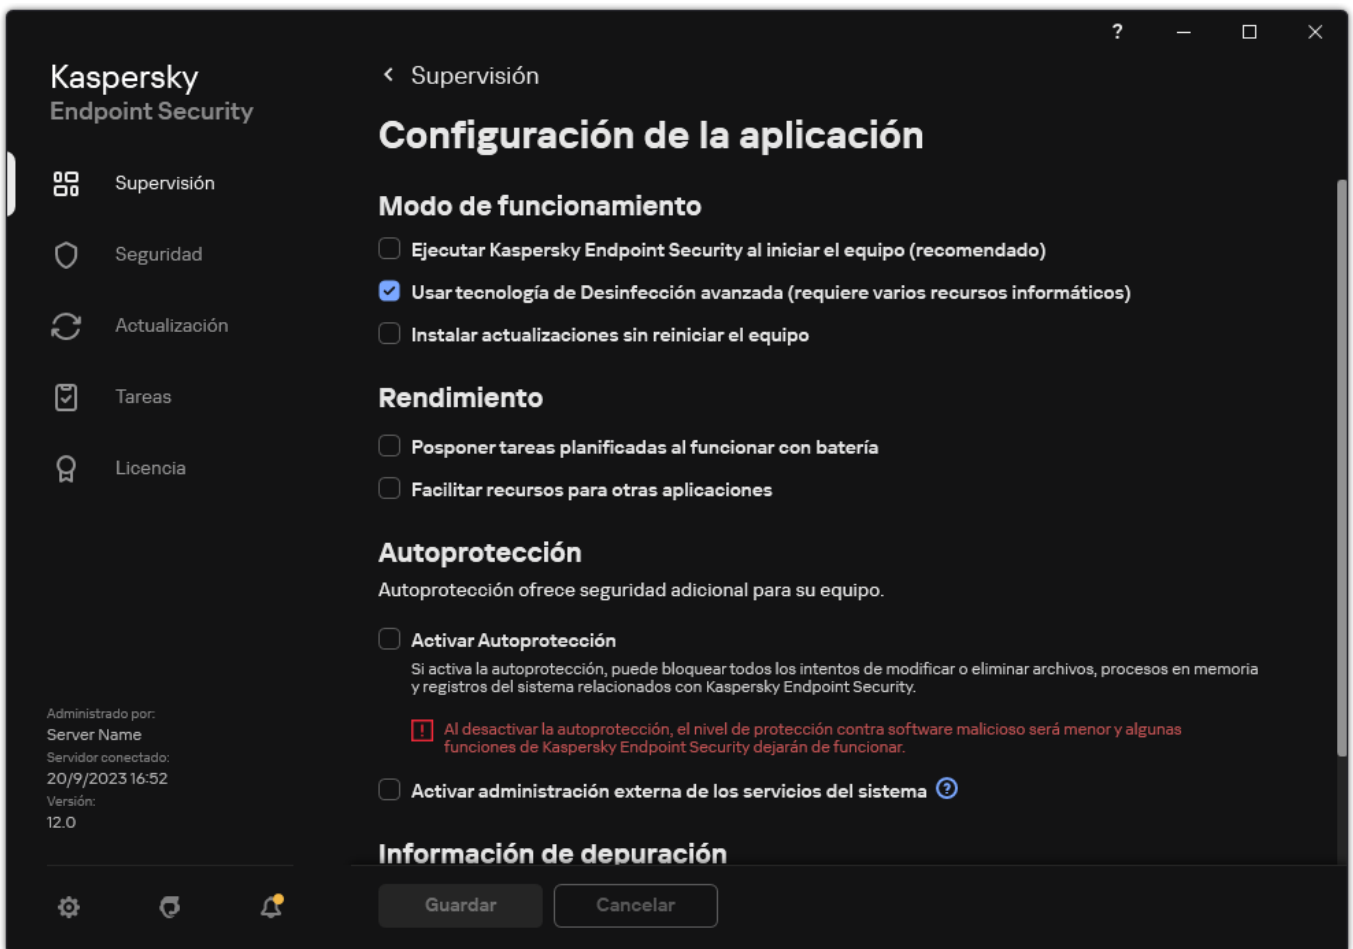 ?
Kaspersky
Endpoint Security
Supervisión
Seguridad
Actualización
Tareas
Licencia
Administrado por:
Server Name
Servidor conectado:
20/9/2023 16:52
Versión:
12.0
Supervisión
Configuración de la aplicación
Modo de funcionamiento
Ejecutar Kaspersky Endpoint Security al iniciar el equipo (recomendado)
Usar tecnología de Desinfección avanzada (requiere varios recursos informáticos)
Instalar actualizaciones sin reiniciar el equipo
Rendimiento
Posponer tareas planificadas al funcionar con batería
Facilitar recursos para otras aplicaciones
Autoprotección
Autoprotección ofrece seguridad adicional para su equipo.
Activar Autoprotección
Si activa la autoprotección, puede bloquear todos los intentos de modificar o eliminar archivos, procesos en memoria
y registros del sistema relacionados con Kaspersky Endpoint Security.
Al desactivar la autoprotección, el nivel de protección contra software malicioso será menor y algunas
funciones de Kaspersky Endpoint Security dejarán de funcionar.
Activar administración externa de los servicios del sistema ?
Información de depuración
Guardar
Cancelar